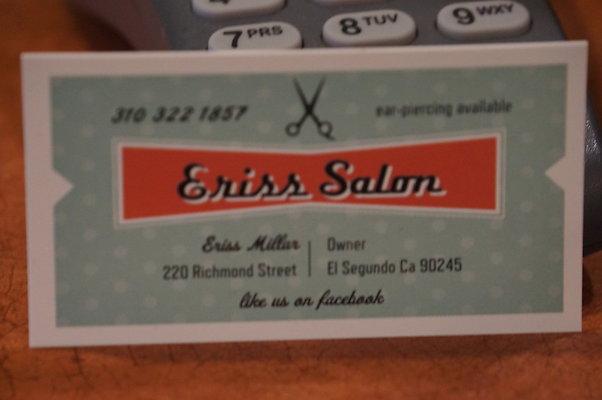 7 PRS
8 TUV
9 WXY
310 322 1857
ear-piercing available
Eriss Salon
Eriss Millar
Owner
220 Richmond Street
El Segundo Ca 90245
like us on facebook